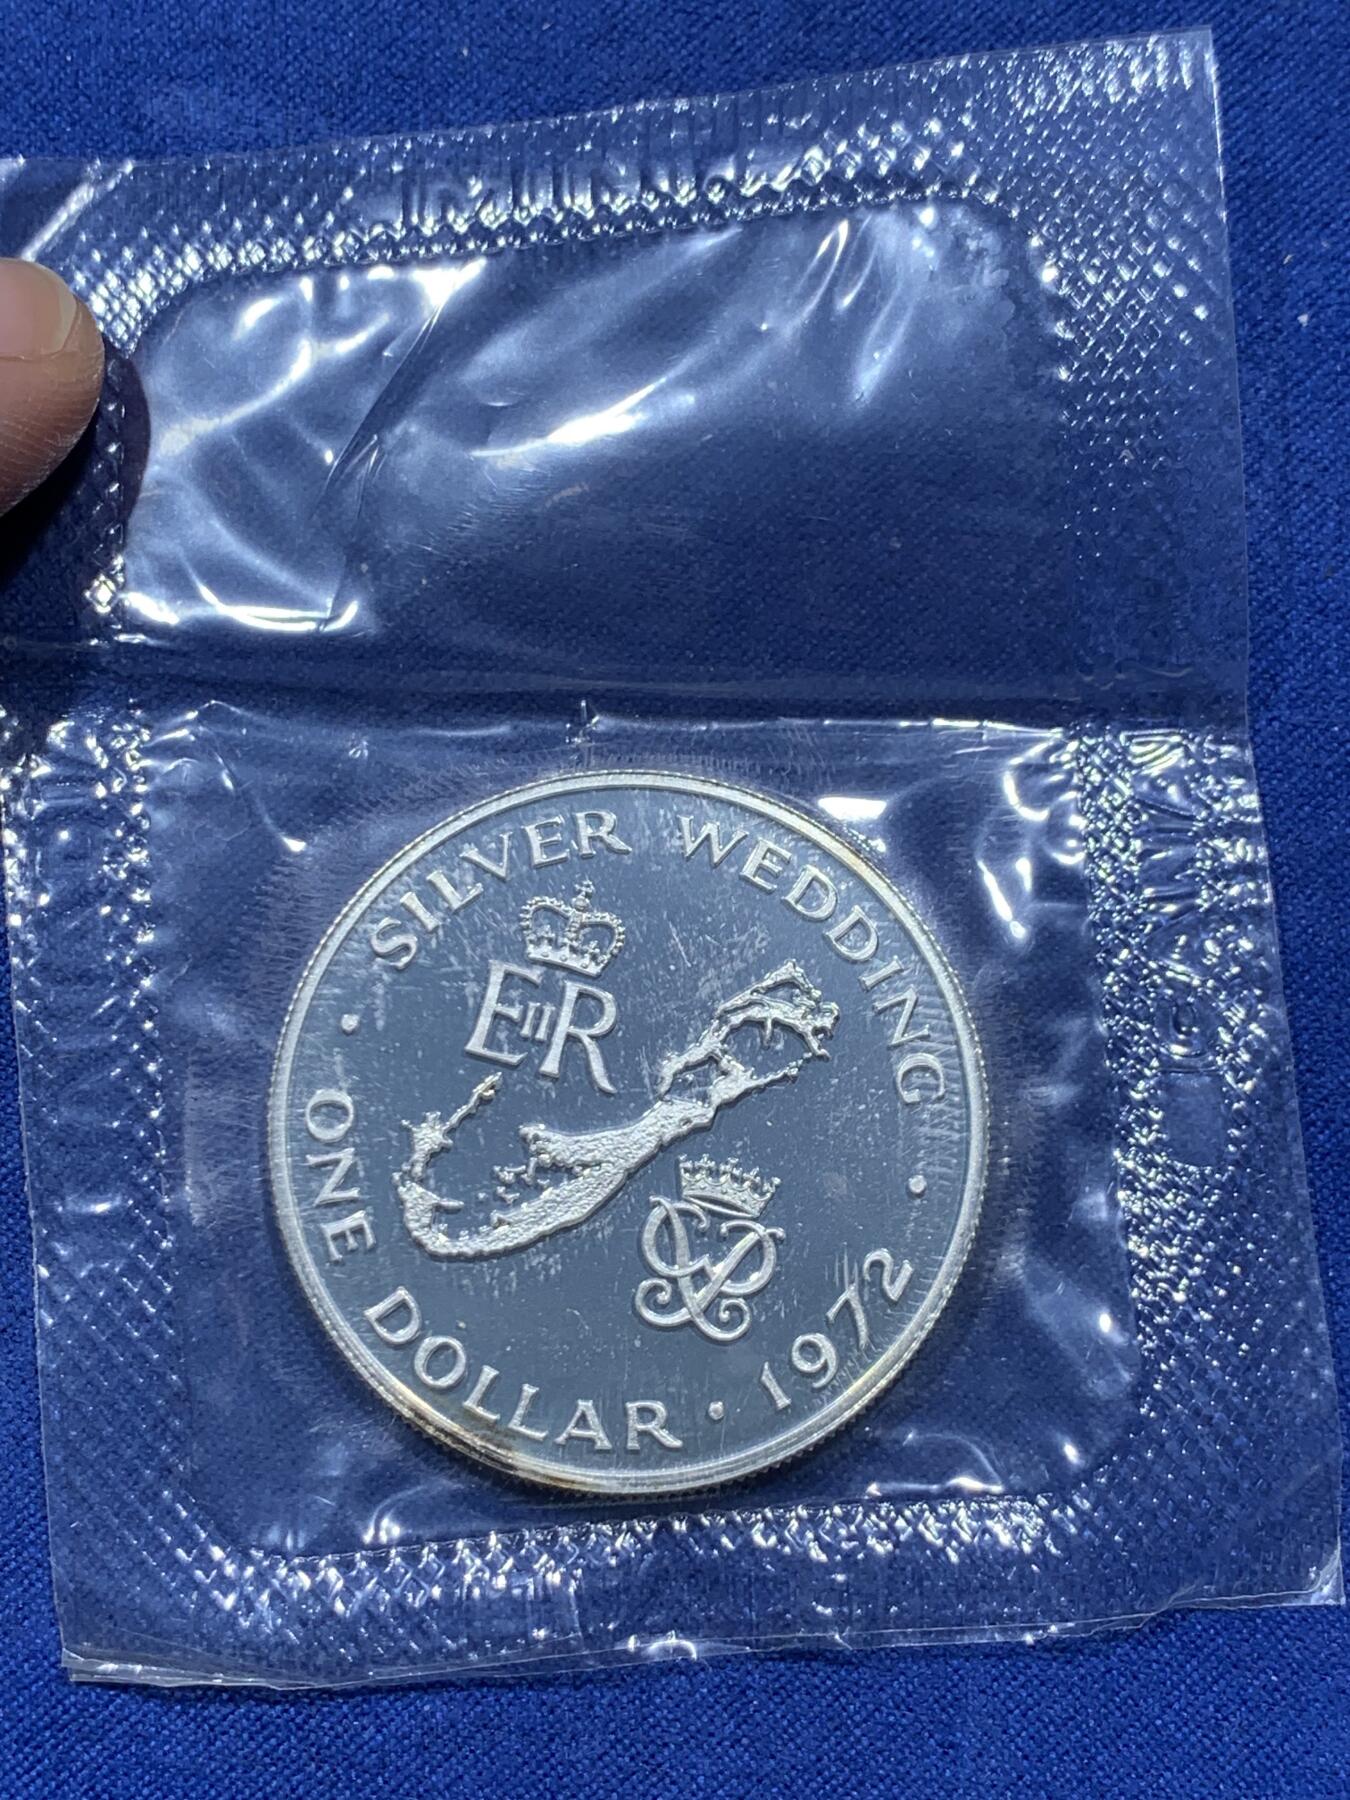 · SILVER WEDDING ·
EIIR
ONE DOLLAR · 1972